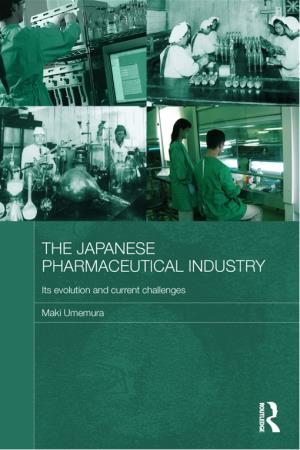 THE JAPANESE
PHARMACEUTICAL INDUSTRY
Its evolution and current challenges
Maki Umemura
ROUTLEDGE